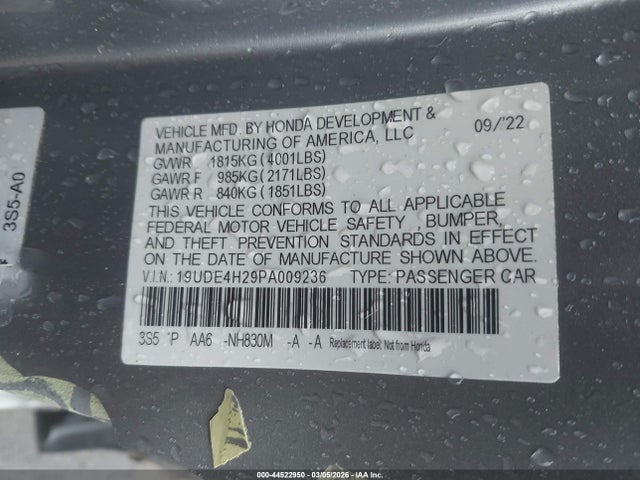 VEHICLE MFD. BY HONDA DEVELOPMENT & 09/'22
MANUFACTURING OF AMERICA, LLC
GVWR 1815KG(4001LBS)
GAWR F 985KG(2171LBS)
GAWR R 840KG(1851LBS)
THIS VEHICLE CONFORMS TO ALL APPLICABLE
FEDERAL MOTOR VEHICLE SAFETY ,BUMPER,
AND THEFT PREVENTION STANDARDS IN EFFECT
ON THE DATE OF MANUFACTURE SHOWN ABOVE.
V.I.N.: 19UDE4H29PA009236 TYPE: PASSENGER CAR
3S5 *P AA6 -NH830M -A -A Replacement label: Not from Honda
3S5-A0
000-44522950 - 03/05/2026 - COPART